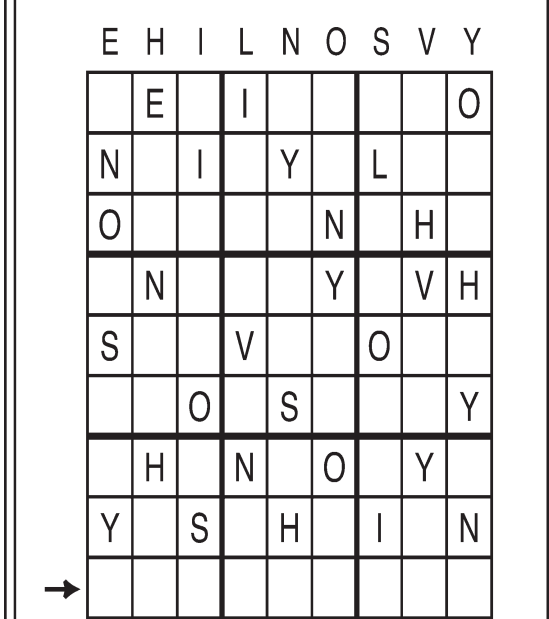 E H I L N O S V Y
E I O
N I Y L
O N H
N Y V H
S V O
O S Y
H N O Y
Y S H I N